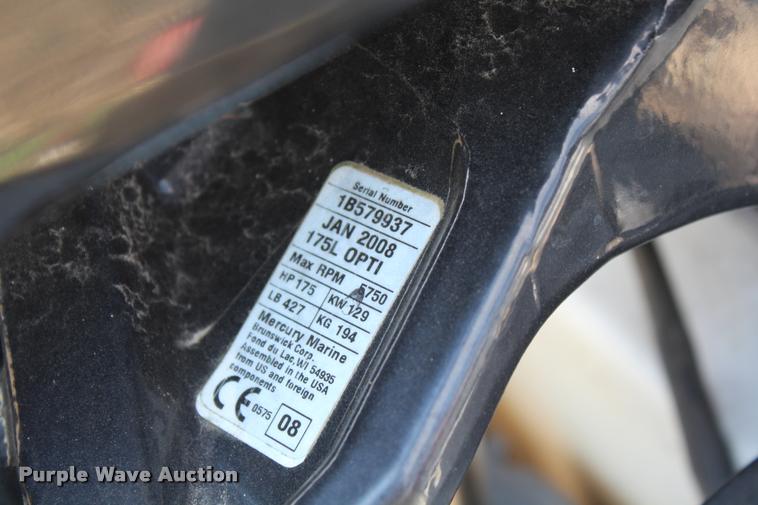 Serial Number
1B579937
JAN 2008
175L OPTI
Max RPM 5750
HP 175 KW 129
LB 427 KG 194
Mercury Marine
Brunswick Corp.
Fond du Lac, WI 54935
Assembled in the USA
from US and foreign
components
CE 0575 08
Purple Wave Auction